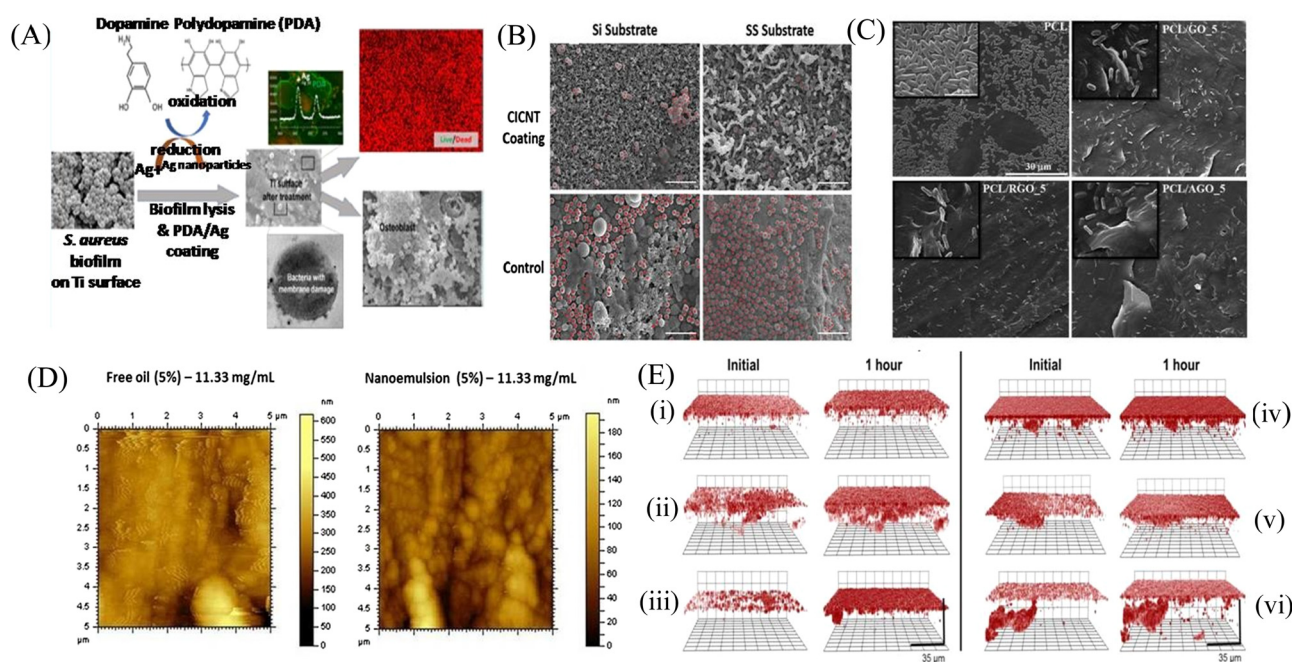 (A)
Dopamine Polydopamine (PDA)
NH₂
HO
OH
OH
HO
OH
oxidation
reduction
Ag+
Ag nanoparticles
Biofilm lysis
& PDA/Ag
coating
S. aureus
biofilm
on Ti surface
Ti surface
after treatment
Bacteria with
membrane damage
Live/Dead
Osteoblast
(B)
Si Substrate
SS Substrate
CICNT
Coating
Control
(C)
PCL
30 µm
PCL/GO_5
PCL/RGO_5
PCL/AGO_5
(D)
Free oil (5%) – 11.33 mg/mL
0 1 2 3 4 5 µm
nm
0
0.5
1
1.5
2
2.5
3
3.5
4
4.5
5
µm
600
550
500
450
400
350
300
250
200
150
100
50
0
Nanoemulsion (5%) – 11.33 mg/mL
0 1 2 3 4 5 µm
nm
0
0.5
1
1.5
2
2.5
3
3.5
4
4.5
5
µm
180
160
140
120
100
80
60
40
20
0
(E)
Initial
1 hour
Initial
1 hour
(i)
(iv)
(ii)
(v)
(iii)
(vi)
35 µm
35 µm